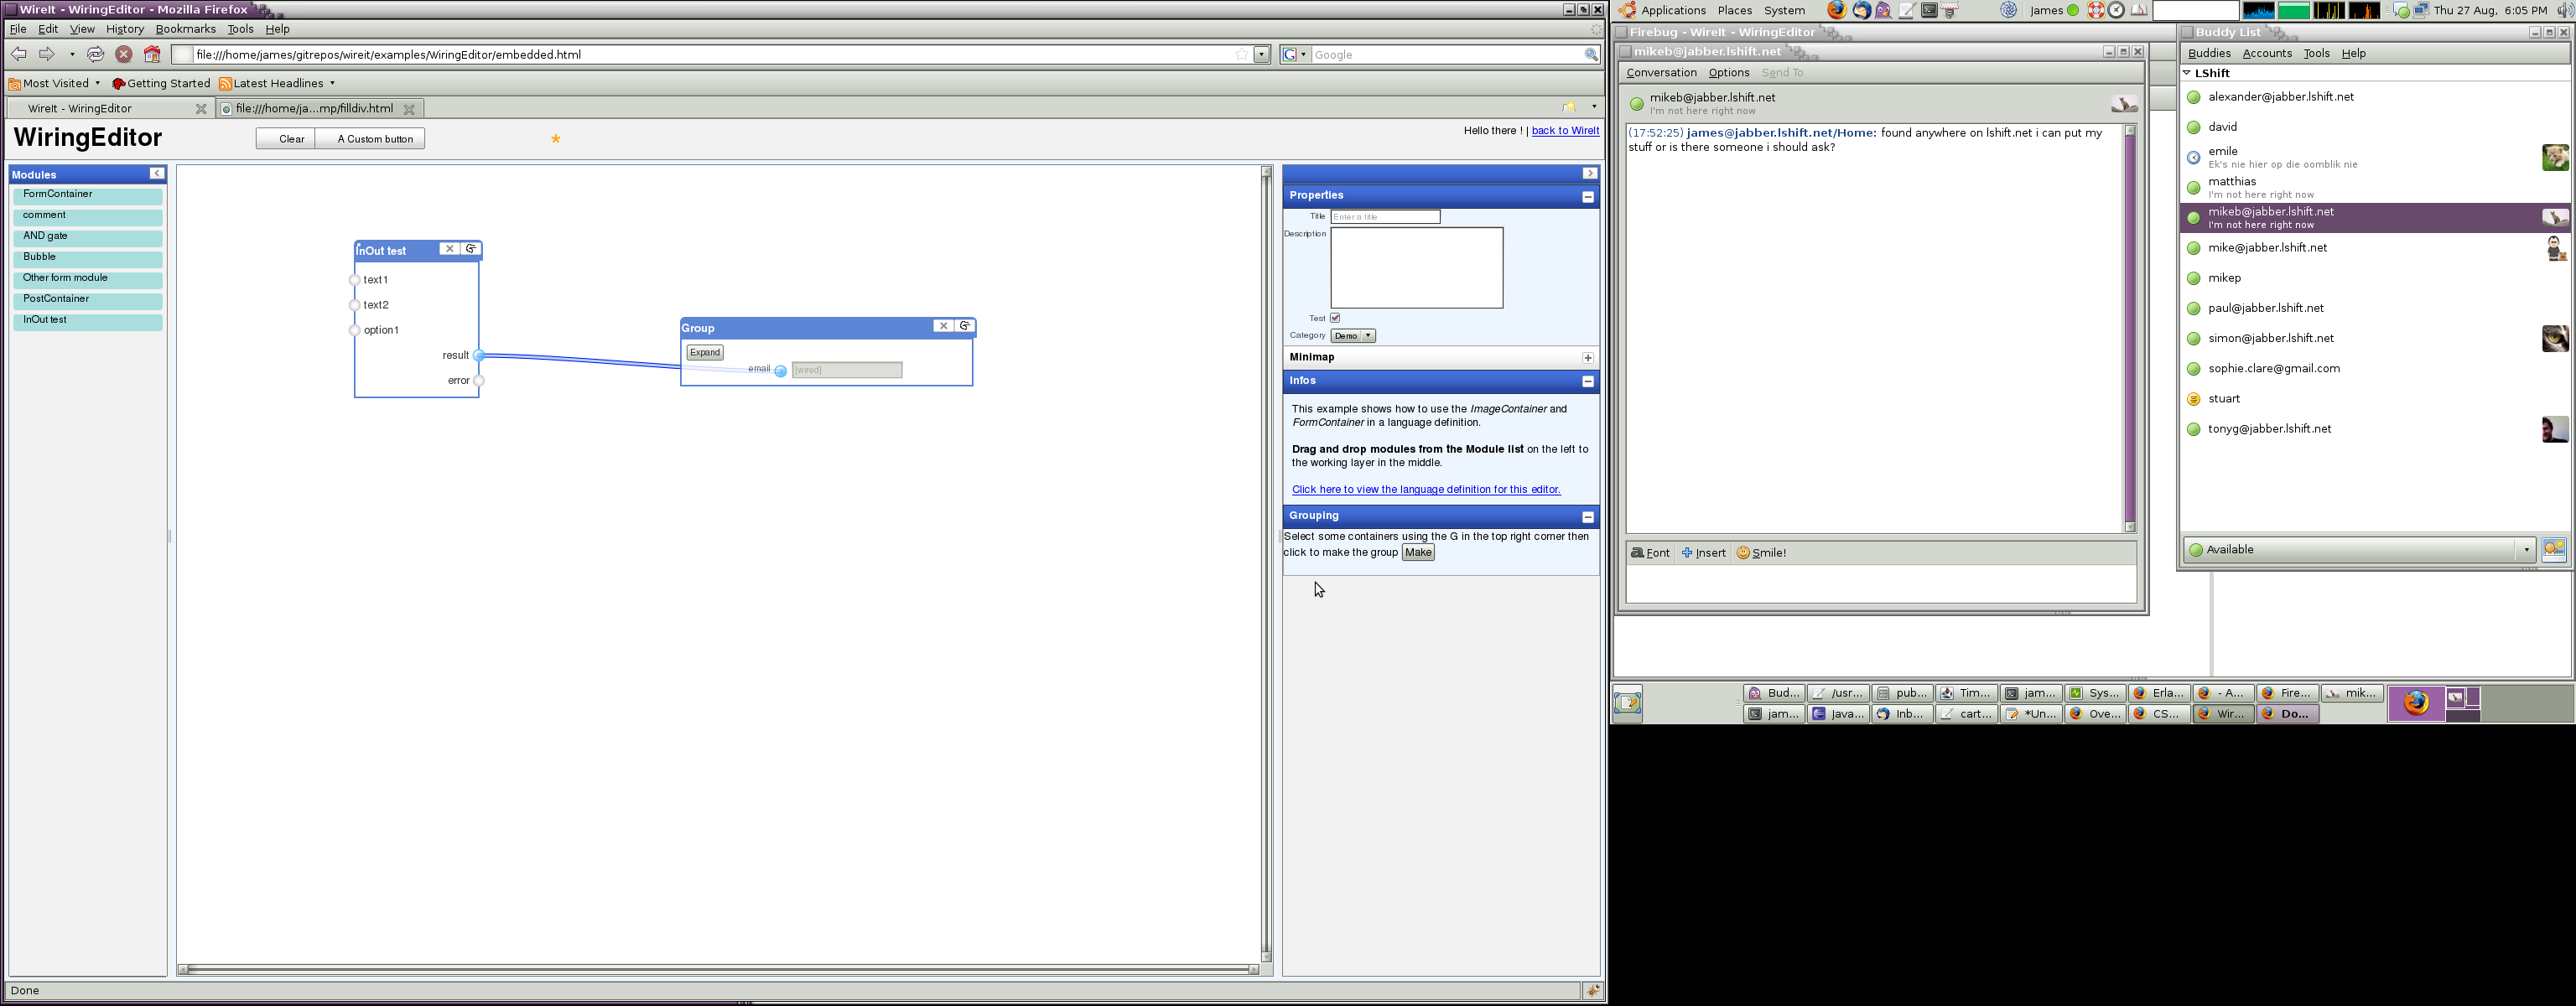 WireIt - WiringEditor - Mozilla Firefox
File Edit View History Bookmarks Tools Help
file:///home/james/gitrepos/wireit/examples/WiringEditor/embedded.html
Google
Most Visited Getting Started Latest Headlines
WireIt - WiringEditor
file:///home/ja...mp/filldiv.html
WiringEditor
Clear
A Custom button
*
Hello there ! | back to WireIt
Modules
FormContainer
comment
AND gate
Bubble
Other form module
PostContainer
InOut test
InOut test
text1
text2
option1
result
error
Group
Expand
email
[wired]
Properties
Title Enter a title
Description
Test
Category Demo
Minimap
Infos
This example shows how to use the ImageContainer and
FormContainer in a language definition.
Drag and drop modules from the Module list on the left to
the working layer in the middle.
Click here to view the language definition for this editor.
Grouping
Select some containers using the G in the top right corner then
click to make the group Make
Done
Applications Places System
James
Thu 27 Aug, 6:05 PM
Firebug - WireIt - WiringEditor
mikeb@jabber.lshift.net
Conversation Options Send To
mikeb@jabber.lshift.net
I'm not here right now
(17:52:25) james@jabber.lshift.net/Home: found anywhere on lshift.net i can put my
stuff or is there someone i should ask?
Font Insert Smile!
Buddy List
Buddies Accounts Tools Help
LShift
alexander@jabber.lshift.net
david
emile
Ek's nie hier op die oomblik nie
matthias
I'm not here right now
mikeb@jabber.lshift.net
I'm not here right now
mike@jabber.lshift.net
mikep
paul@jabber.lshift.net
simon@jabber.lshift.net
sophie.clare@gmail.com
stuart
tonyg@jabber.lshift.net
Available
Bud... /usr... pub... Tim... jam... Sys... Erla... - A... Fire... mik...
jam... Java... Inb... cart... *Un... Ove... CS... Wir... Do...